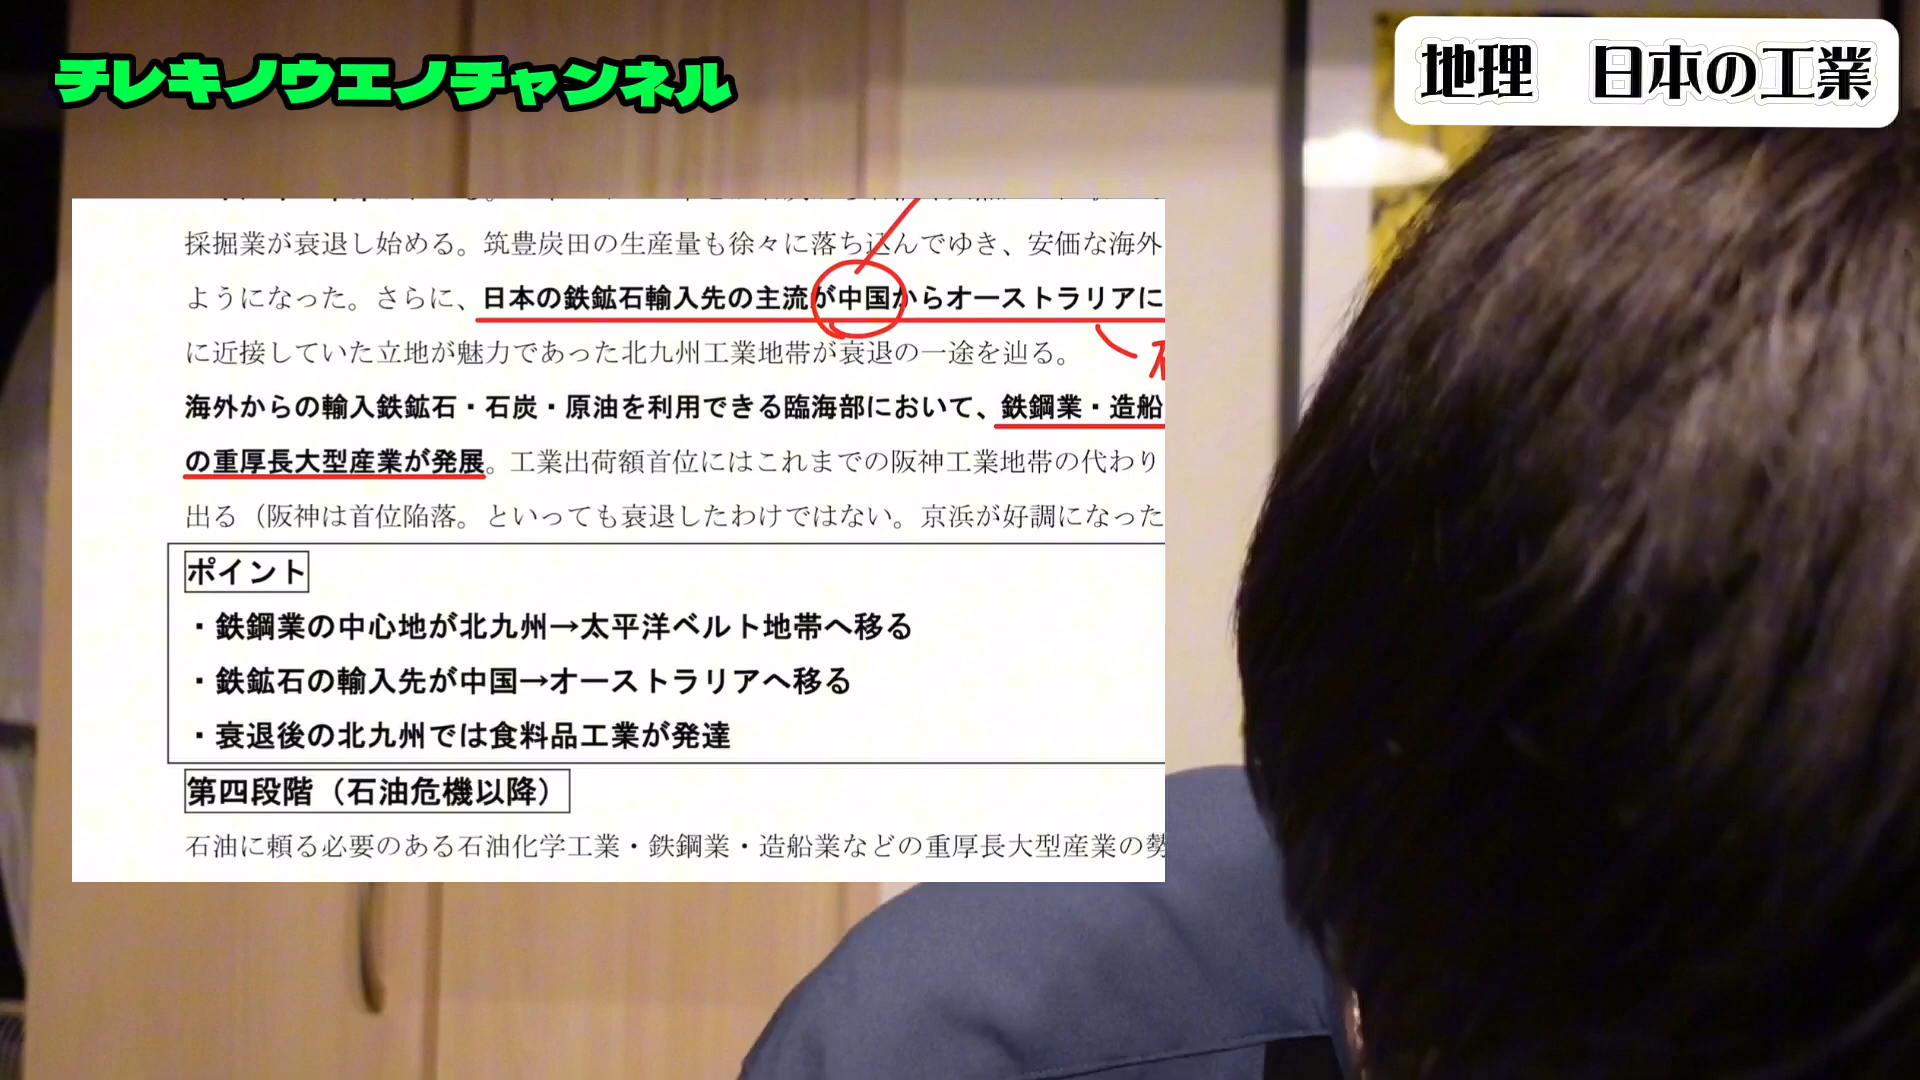 チレキノウエノチャンネル
地理 日本の工業
採掘業が衰退し始める。筑豊炭田の生産量も徐々に落ち込んでゆき、安価な海外
ようになった。さらに、日本の鉄鉱石輸入先の主流が中国からオーストラリアに
に近接していた立地が魅力であった北九州工業地帯が衰退の一途を辿る。
海外からの輸入鉄鉱石・石炭・原油を利用できる臨海部において、鉄鋼業・造船
の重厚長大型産業が発展。工業出荷額首位にはこれまでの阪神工業地帯の代わり
出る（阪神は首位陥落。といっても衰退したわけではない。京浜が好調になった
ポイント
・鉄鋼業の中心地が北九州→太平洋ベルト地帯へ移る
・鉄鉱石の輸入先が中国→オーストラリアへ移る
・衰退後の北九州では食料品工業が発達
第四段階（石油危機以降）
石油に頼る必要のある石油化学工業・鉄鋼業・造船業などの重厚長大型産業の勢